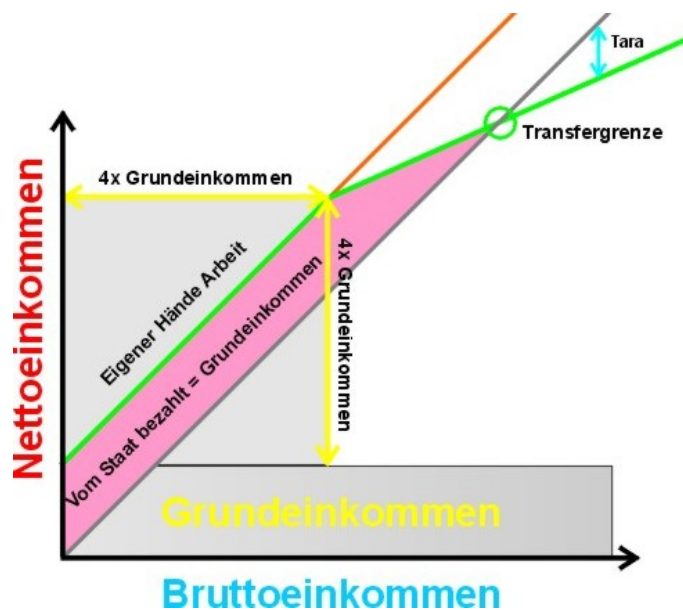 Tara
Transfergrenze
4x Grundeinkommen
Nettoeinkommen
Eigener Hände Arbeit
Vom Staat bezahlt = Grundeinkommen
4x Grundeinkommen
Grundeinkommen
Bruttoeinkommen